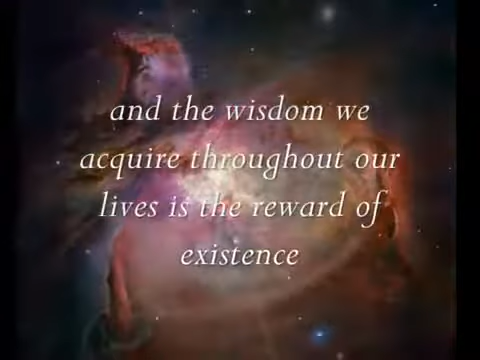 and the wisdom we
acquire throughout our
lives is the reward of
existence